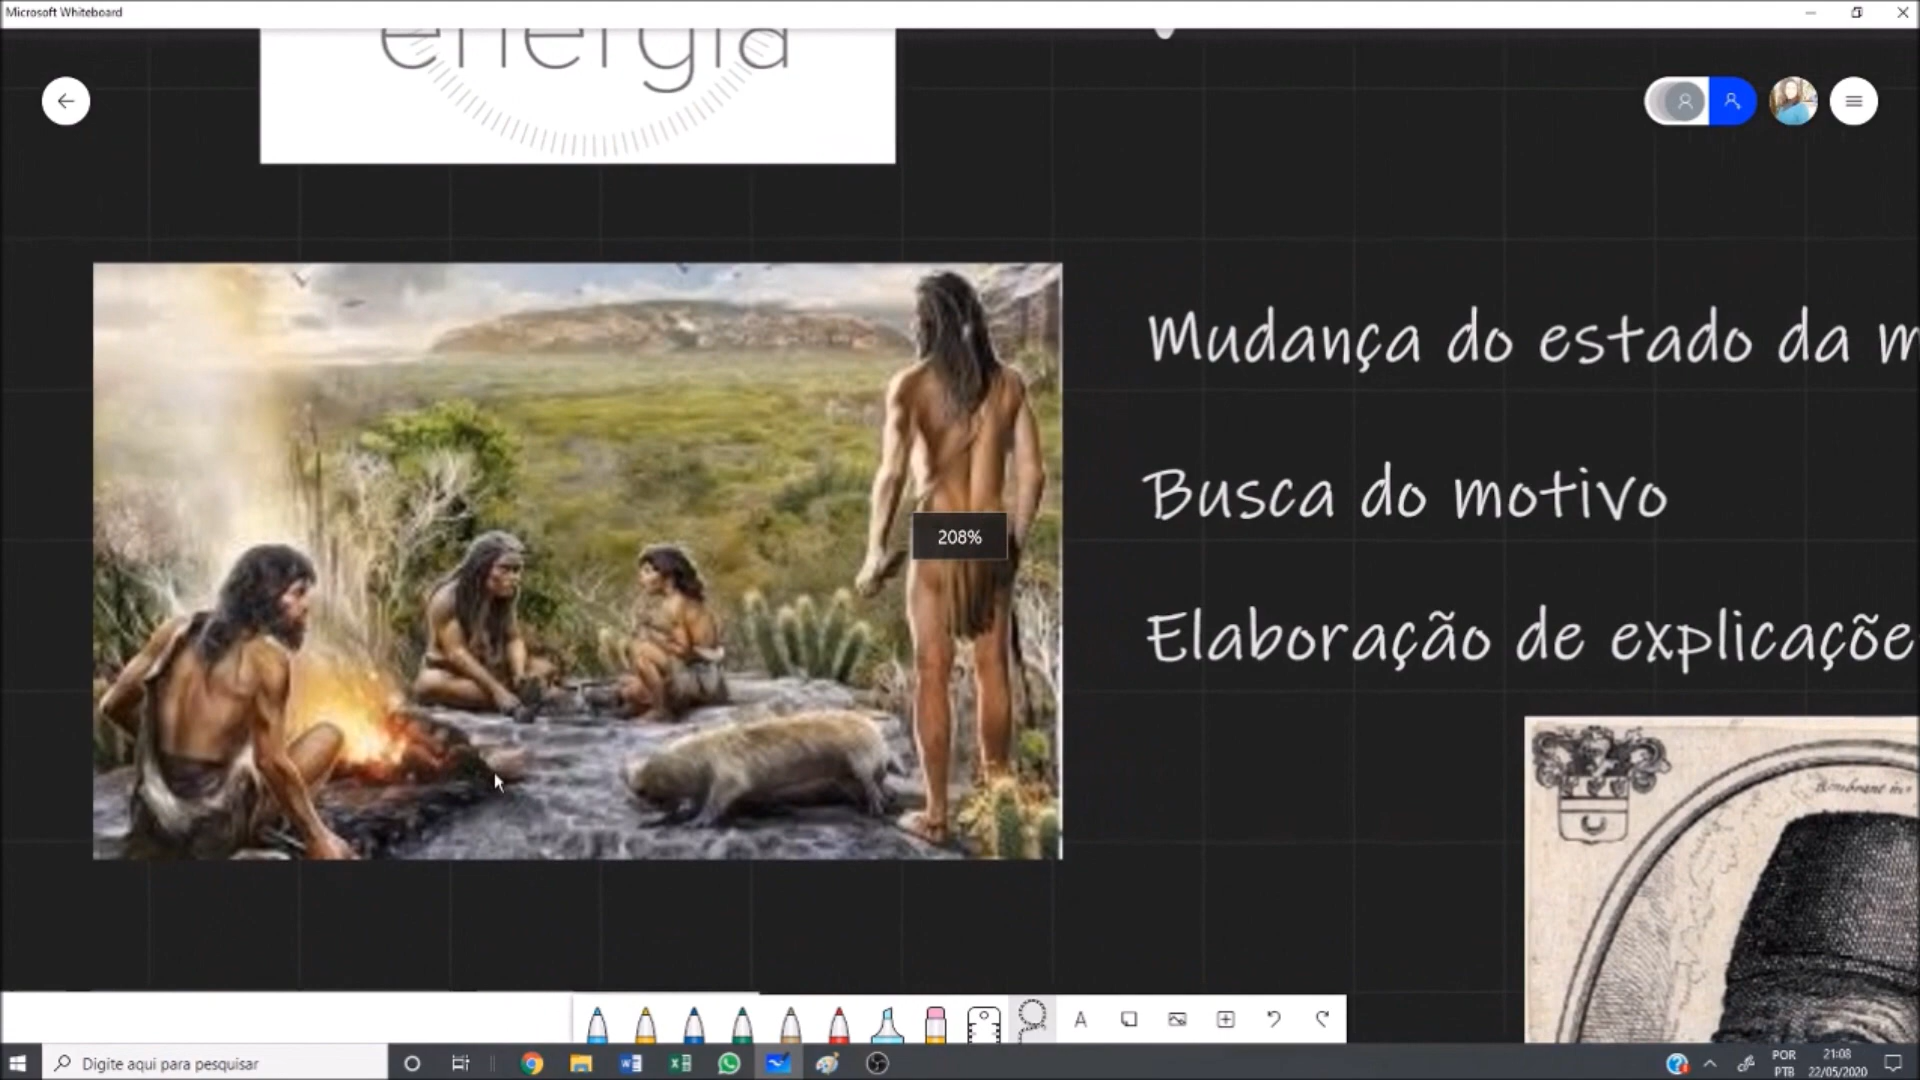 Microsoft Whiteboard
energia
Mudança do estado da m
Busca do motivo
208%
Elaboração de explicaçõe
A
Digite aqui para pesquisar
POR
PTB
21:08
22/05/2020